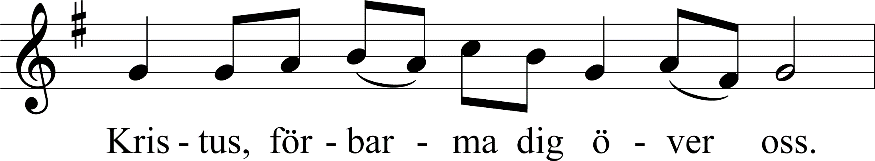 Kris - tus, för - bar - ma dig ö - ver oss.